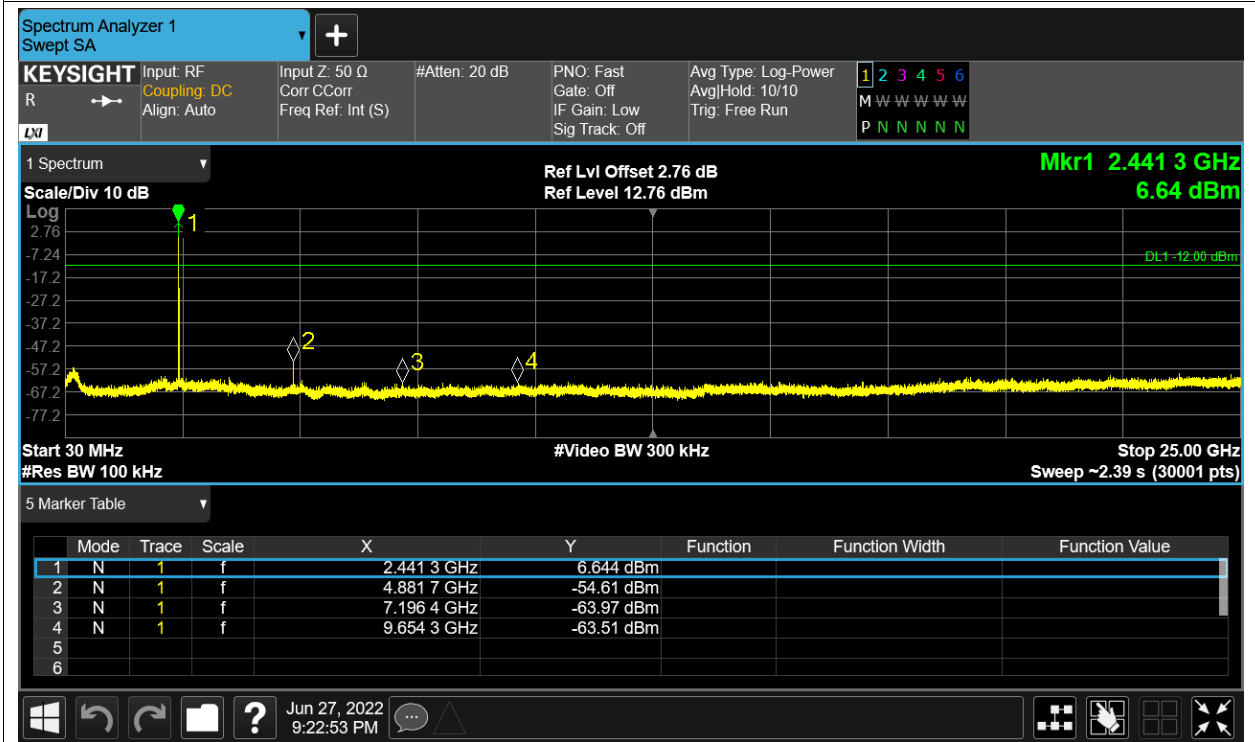 Spectrum Analyzer 1
Swept SA
+
KEYSIGHT
R
LXI
Input: RF
Coupling: DC
Align: Auto
Input Z: 50 Ω
Corr CCorr
Freq Ref: Int (S)
#Atten: 20 dB
PNO: Fast
Gate: Off
IF Gain: Low
Sig Track: Off
Avg Type: Log-Power
Avg|Hold: 10/10
Trig: Free Run
1 2 3 4 5 6
M W W W W W
P N N N N N
1 Spectrum
Scale/Div 10 dB
Ref Lvl Offset 2.76 dB
Ref Level 12.76 dBm
Mkr1 2.441 3 GHz
6.64 dBm
Log
2.76
-7.24
-17.2
-27.2
-37.2
-47.2
-57.2
-67.2
-77.2
1
2
3
4
DL1 -12.00 dBm
Start 30 MHz
#Video BW 300 kHz
Stop 25.00 GHz
#Res BW 100 kHz
Sweep ~2.39 s (30001 pts)
5 Marker Table
Mode Trace Scale X Y Function Function Width Function Value
1 N 1 f 2.441 3 GHz 6.644 dBm
2 N 1 f 4.881 7 GHz -54.61 dBm
3 N 1 f 7.196 4 GHz -63.97 dBm
4 N 1 f 9.654 3 GHz -63.51 dBm
5
6
?
Jun 27, 2022
9:22:53 PM